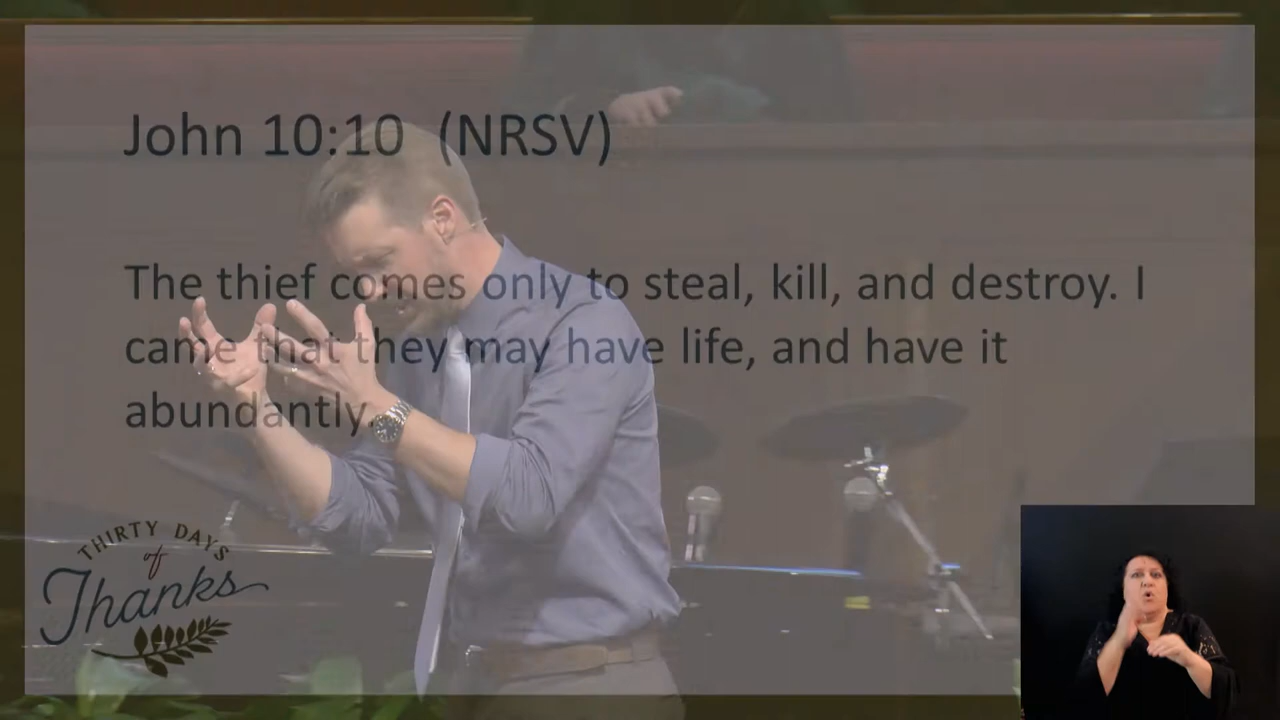 John 10:10 (NRSV)
The thief comes only to steal, kill, and destroy. I
came that they may have life, and have it
abundantly.
THIRTY DAYS
of
Thanks